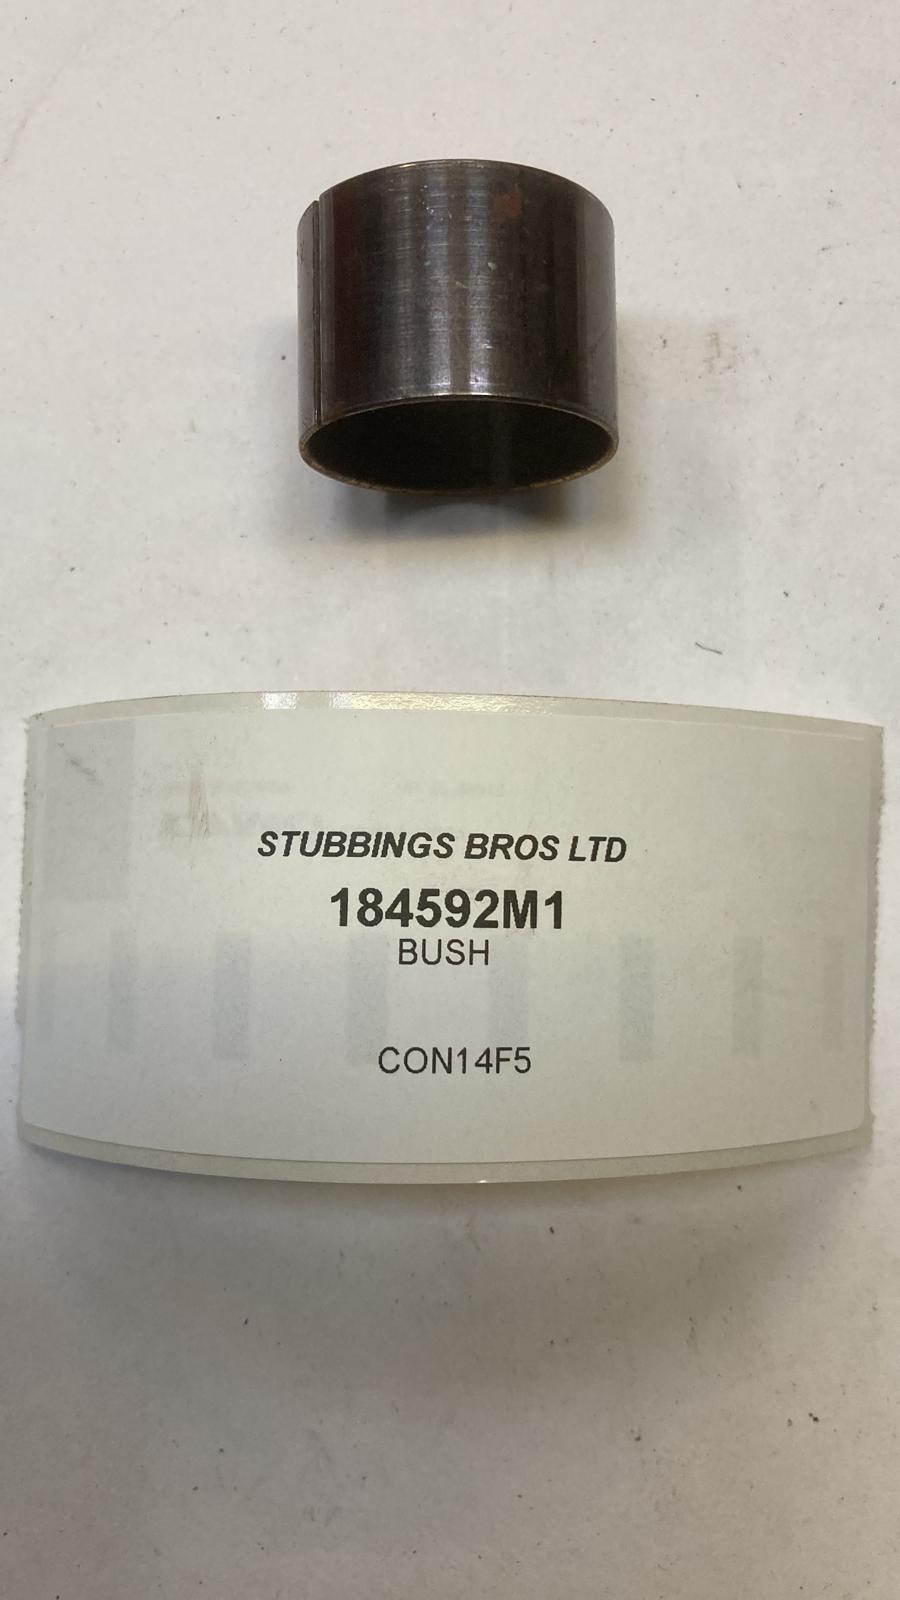 STUBBINGS BROS LTD
184592M1
BUSH
CON14F5